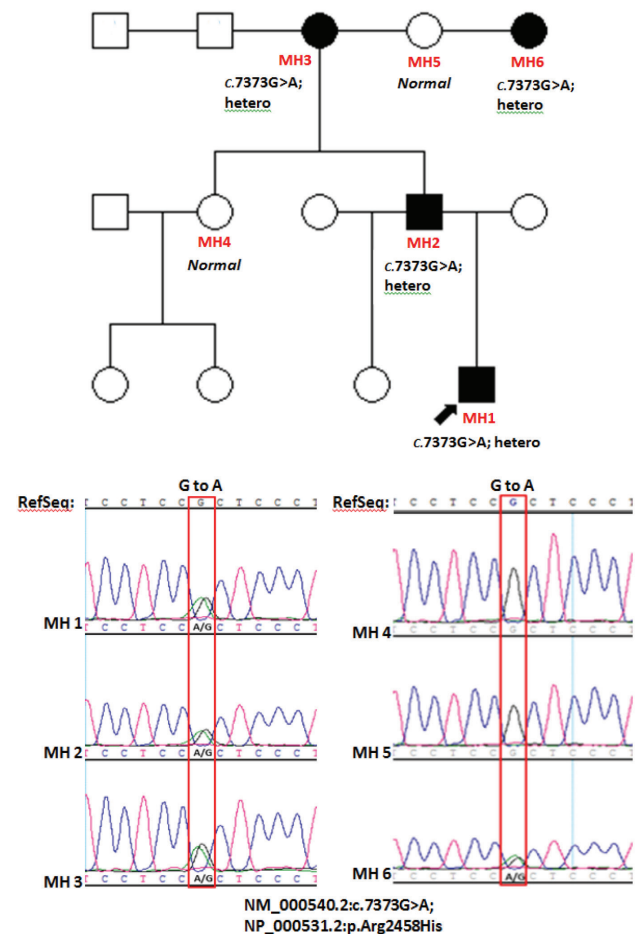 MH3
MH5
MH6
c.7373G>A;
hetero
Normal
c.7373G>A;
hetero
MH4
Normal
MH2
c.7373G>A;
hetero
MH1
c.7373G>A; hetero
G to A
RefSeq:
T C C T C C G C T C C C T
MH 1
T C C T C C A/G C T C C C T
MH 2
T C C T C C A/G C T C C C T
MH 3
T C C T C C A/G C T C C C T
G to A
RefSeq:
T C C T C C G C T C C C T
MH 4
T C C T C C G C T C C C T
MH 5
T C C T C C G C T C C C T
MH 6
T C C T C C A/G C T C C C T
NM_000540.2:c.7373G>A;
NP_000531.2:p.Arg2458His